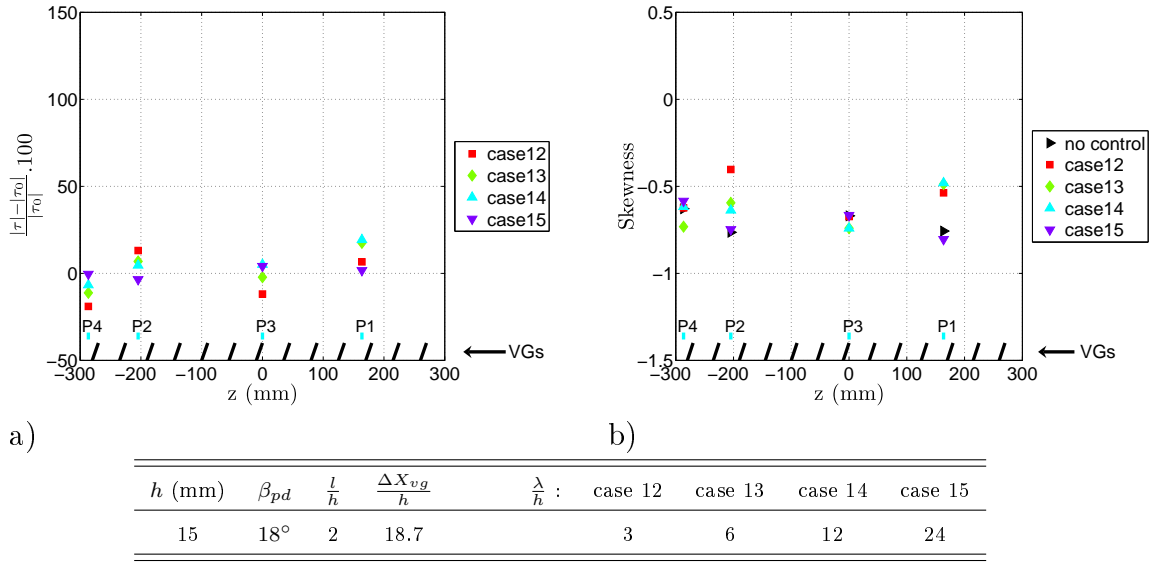 150
100
50
0
−50
|τ|−|τ₀| / |τ₀| .100
−300 −200 −100 0 100 200 300
z (mm)
P4 P2 P3 P1
VGs
case12
case13
case14
case15
a)
0.5
0
−0.5
−1
−1.5
Skewness
−300 −200 −100 0 100 200 300
z (mm)
P4 P2 P3 P1
VGs
no control
case12
case13
case14
case15
b)
h (mm) β_pd l/h ΔX_vg/h λ/h : case 12 case 13 case 14 case 15
15 18° 2 18.7 3 6 12 24